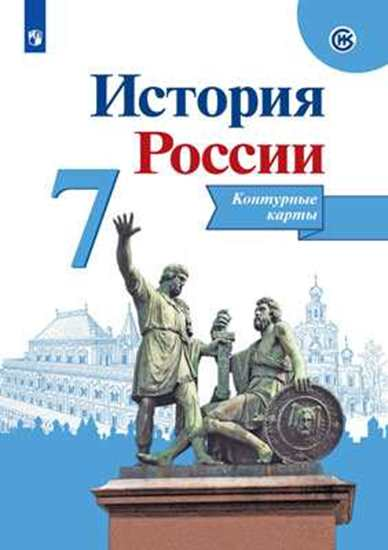 История
России
7
Контурные
карты